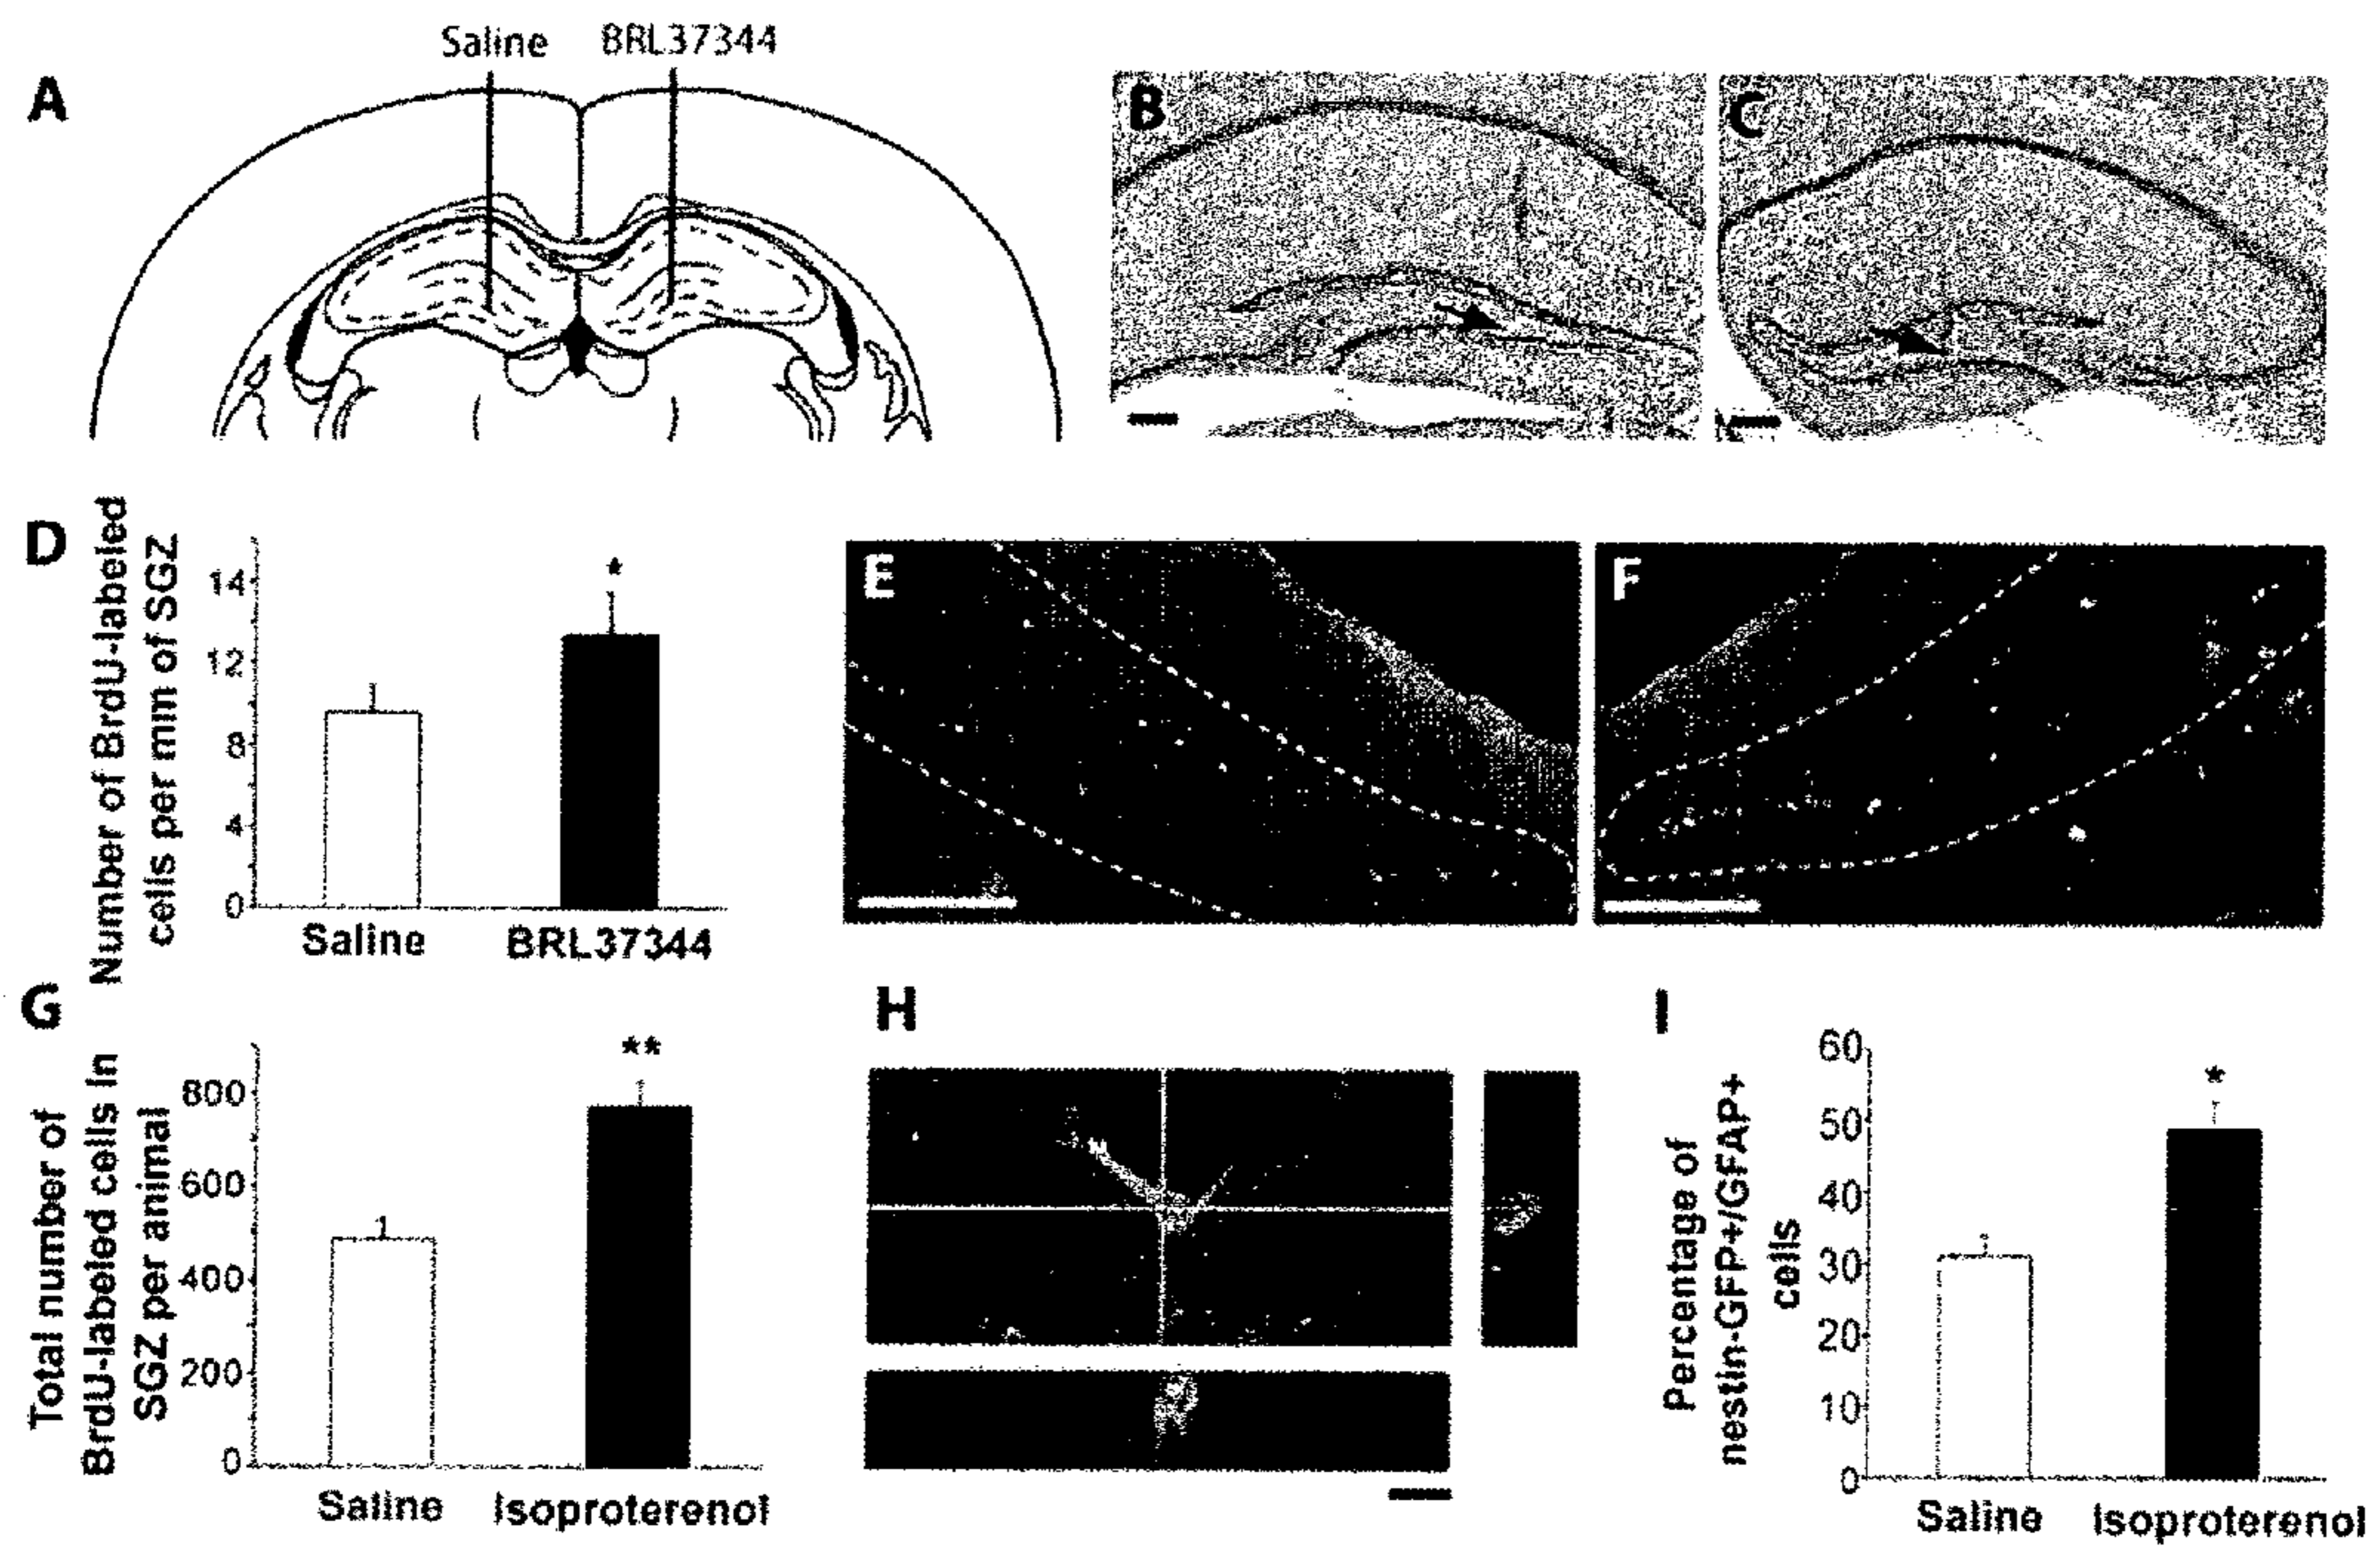 Saline BRL37344
A
B
C
D
Number of BrdU-labeled
cells per mm of SGZ
14
12
8
4
0
*
Saline
BRL37344
E
F
G
Total number of
BrdU-labeled cells in
SGZ per animal
800
600
400
200
0
**
Saline
Isoproterenol
H
I
Percentage of
nestin-GFP+/GFAP+
cells
60
50
40
30
20
10
0
*
Saline
Isoproterenol